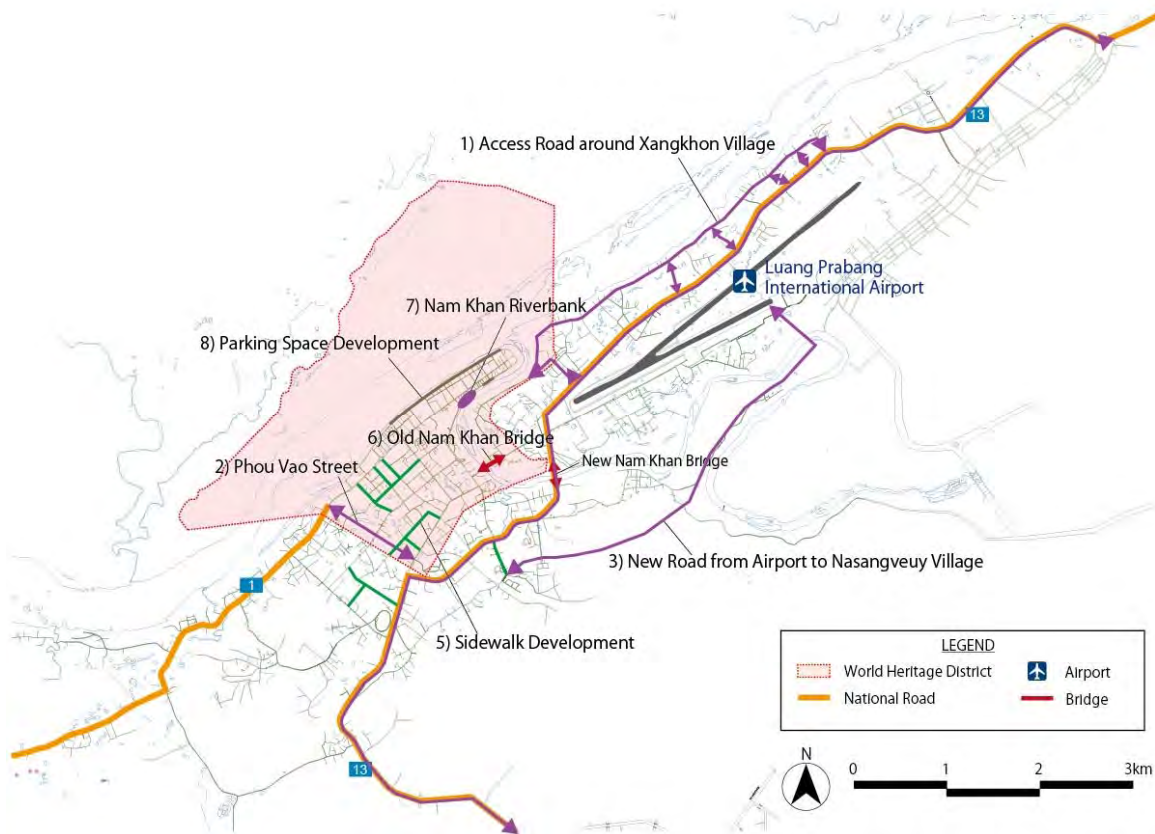 13
1) Access Road around Xangkhon Village
Luang Prabang
International Airport
7) Nam Khan Riverbank
8) Parking Space Development
6) Old Nam Khan Bridge
New Nam Khan Bridge
2) Phou Vao Street
3) New Road from Airport to Nasangveuy Village
1
5) Sidewalk Development
13
LEGEND
World Heritage District
Airport
National Road
Bridge
N
0
1
2
3km